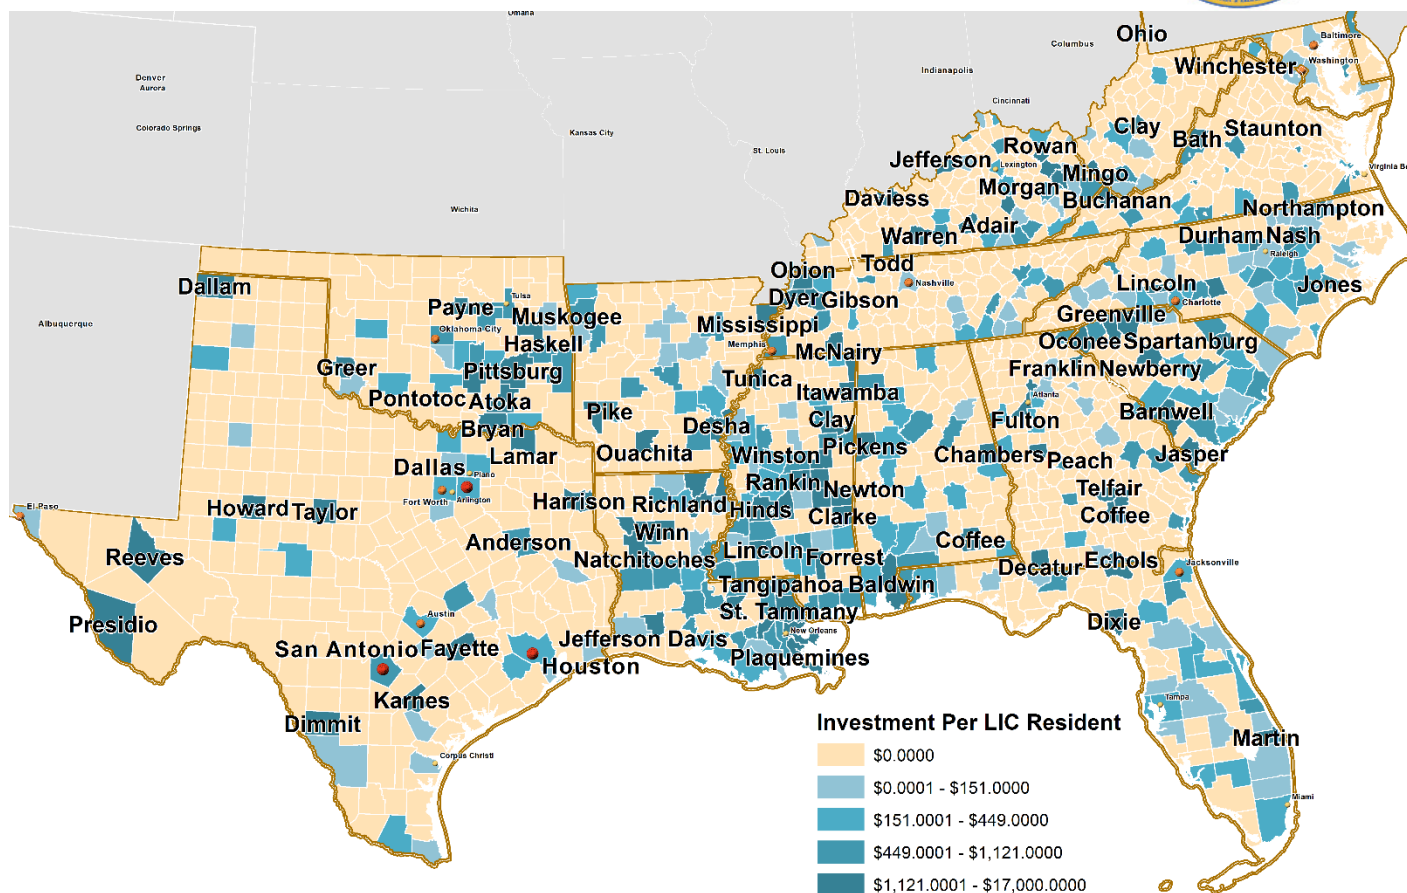 Omaha
Ohio
Columbus
Baltimore
Washington
Winchester
Indianapolis
Denver
Aurora
Cincinnati
Colorado Springs
Kansas City
Clay
Staunton
Bath
St. Louis
Rowan
Jefferson
Lexington
Mingo
Virginia Be
Morgan
Daviess
Buchanan
Wichita
Northampton
Adair
Warren
Durham
Nash
Raleigh
Todd
Obion
Dallam
Nashville
Lincoln
Jones
Tulsa
Dyer
Gibson
Charlotte
Payne
Muskogee
Greenville
Albuquerque
Mississippi
Oklahoma City
Haskell
Memphis
Oconee
Spartanburg
McNairy
Greer
Pittsburg
Franklin
Newberry
Tunica
Itawamba
Pontotoc
Atoka
Atlanta
Pike
Clay
Barnwell
Desha
Fulton
Bryan
Pickens
Lamar
Ouachita
Winston
Chambers
Peach
Jasper
Dallas
Plano
Rankin
Newton
Telfair
Fort Worth
Arlington
Harrison
Richland
Hinds
El Paso
Howard
Taylor
Clarke
Coffee
Winn
Anderson
Coffee
Reeves
Natchitoches
Lincoln
Forrest
Decatur
Echols
Jacksonville
Tangipahoa
Baldwin
Presidio
Austin
St. Tammany
Dixie
New Orleans
San Antonio
Fayette
Jefferson Davis
Houston
Plaquemines
Karnes
Tampa
Dimmit
Martin
Corpus Christi
Miami
Investment Per LIC Resident
$0.0000
$0.0001 - $151.0000
$151.0001 - $449.0000
$449.0001 - $1,121.0000
$1,121.0001 - $17,000.0000